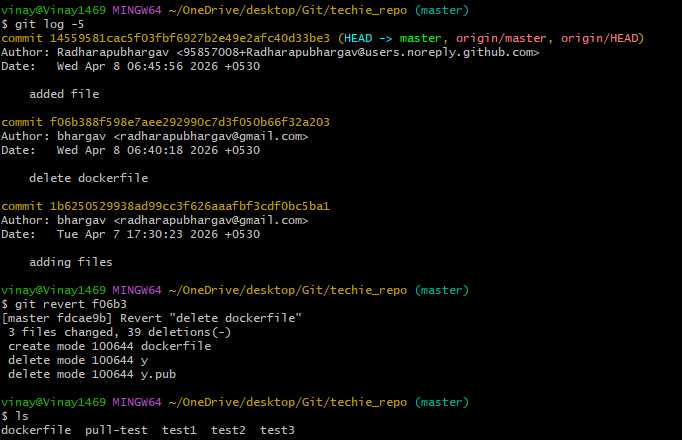 vinay@Vinay1469 MINGW64 ~/OneDrive/desktop/Git/techie_repo (master)
$ git log -5
commit 14559581cac5f03fbf6927b2e49e2afc40d33be3 (HEAD -> master, origin/master, origin/HEAD)
Author: Radharapubhargav <95857008+Radharapubhargav@users.noreply.github.com>
Date:   Wed Apr 8 06:45:56 2026 +0530
    added file
commit f06b388f598e7aee292990c7d3f050b66f32a203
Author: bhargav <radharapubhargav@gmail.com>
Date:   Wed Apr 8 06:40:18 2026 +0530
    delete dockerfile
commit 1b6250529938ad99cc3f626aaafbf3cdf0bc5ba1
Author: bhargav <radharapubhargav@gmail.com>
Date:   Tue Apr 7 17:30:23 2026 +0530
    adding files
vinay@Vinay1469 MINGW64 ~/OneDrive/desktop/Git/techie_repo (master)
$ git revert f06b3
[master fdcae9b] Revert "delete dockerfile"
 3 files changed, 39 deletions(-)
 create mode 100644 dockerfile
 delete mode 100644 y
 delete mode 100644 y.pub
vinay@Vinay1469 MINGW64 ~/OneDrive/desktop/Git/techie_repo (master)
$ ls
dockerfile  pull-test  test1  test2  test3